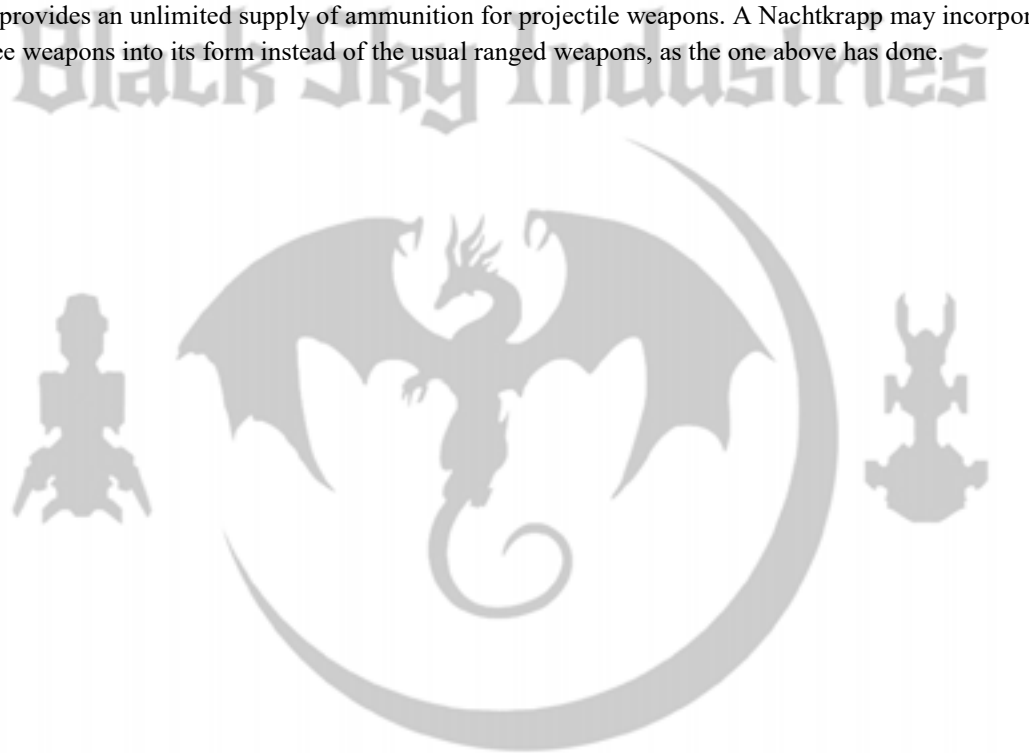 provides an unlimited supply of ammunition for projectile weapons. A Nachtkrapp may incorpor
ee weapons into its form instead of the usual ranged weapons, as the one above has done.
Black Sky Industries